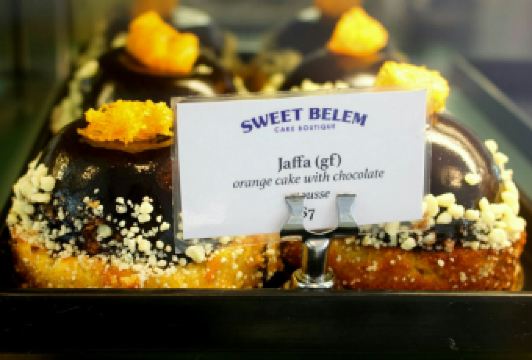 SWEET BELEM
CAKE BOUTIQUE
Jaffa (gf)
orange cake with chocolate